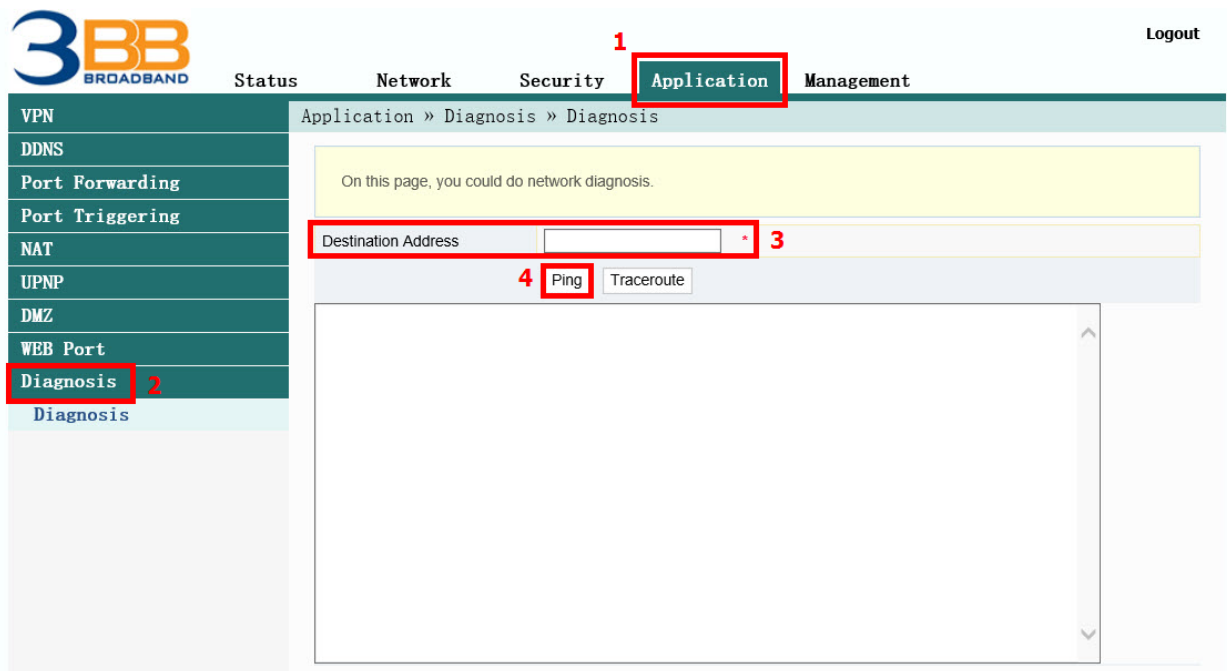 3BB
BROADBAND
Logout
1
Status Network Security Application Management
VPN
Application » Diagnosis » Diagnosis
DDNS
Port Forwarding
On this page, you could do network diagnosis.
Port Triggering
NAT
Destination Address * 3
UPNP
4 Ping Traceroute
DMZ
WEB Port
Diagnosis 2
Diagnosis